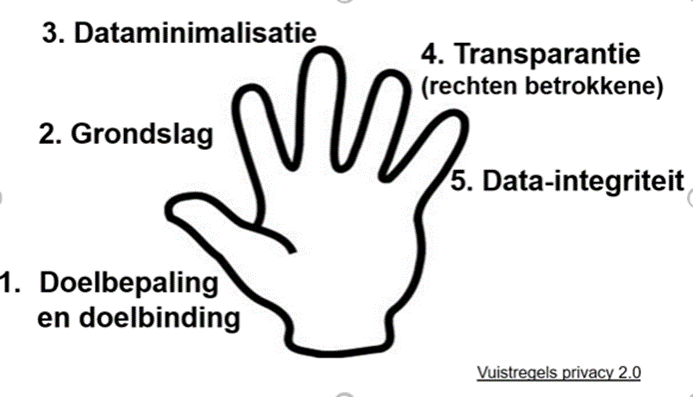 3. Dataminimalisatie
4. Transparantie
(rechten betrokkene)
2. Grondslag
5. Data-integriteit
1. Doelbepaling
en doelbinding
Vuistregels privacy 2.0